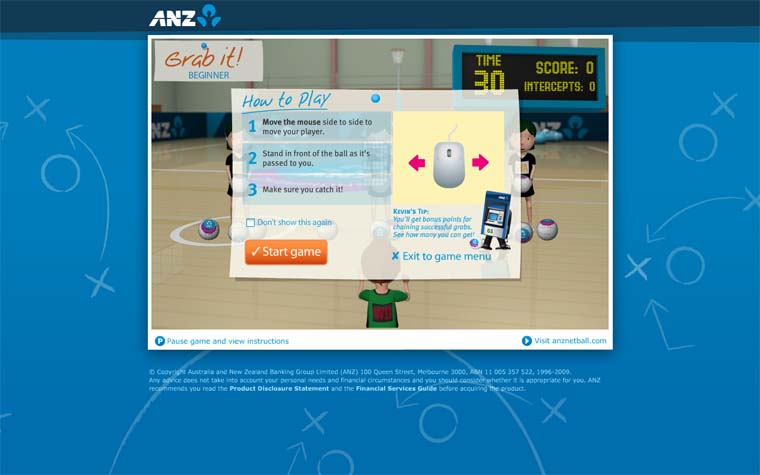 ANZ
Grab it!
BEGINNER
TIME
30
SCORE: 0
INTERCEPTS: 0
How to Play
1 Move the mouse side to side to
move your player.
2 Stand in front of the ball as it's
passed to you.
3 Make sure you catch it!
KEVIN'S TIP:
You'll get bonus points for
chaining successful grabs.
See how many you can get!
Don't show this again
✓Start game
✘ Exit to game menu
P Pause game and view instructions
Visit anznetball.com
© Copyright Australia and New Zealand Banking Group Limited (ANZ) 100 Queen Street, Melbourne 3000, ABN 11 005 357 522, 1996-2009.
Any advice does not take into account your personal needs and financial circumstances and you should consider whether it is appropriate for you. ANZ
recommends you read the Product Disclosure Statement and the Financial Services Guide before acquiring the product.